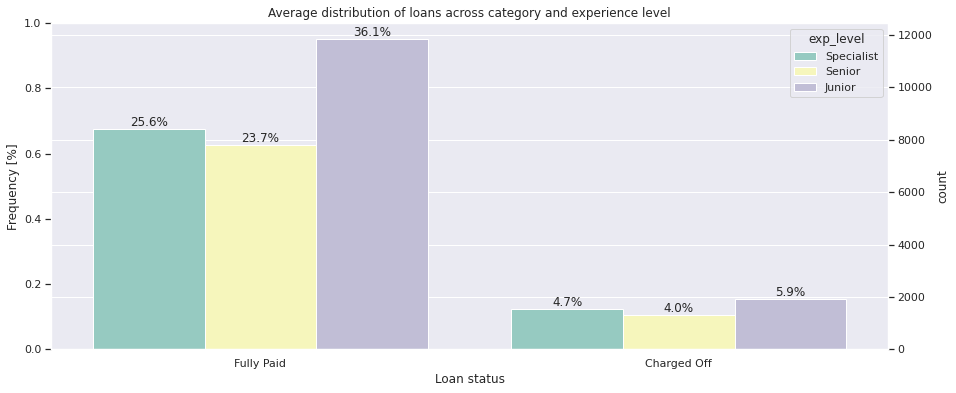 Average distribution of loans across category and experience level
1.0
0.8
0.6
0.4
0.2
0.0
Frequency [%]
25.6%
23.7%
36.1%
4.7%
4.0%
5.9%
exp_level
Specialist
Senior
Junior
12000
10000
8000
6000
4000
2000
0
count
Fully Paid
Charged Off
Loan status